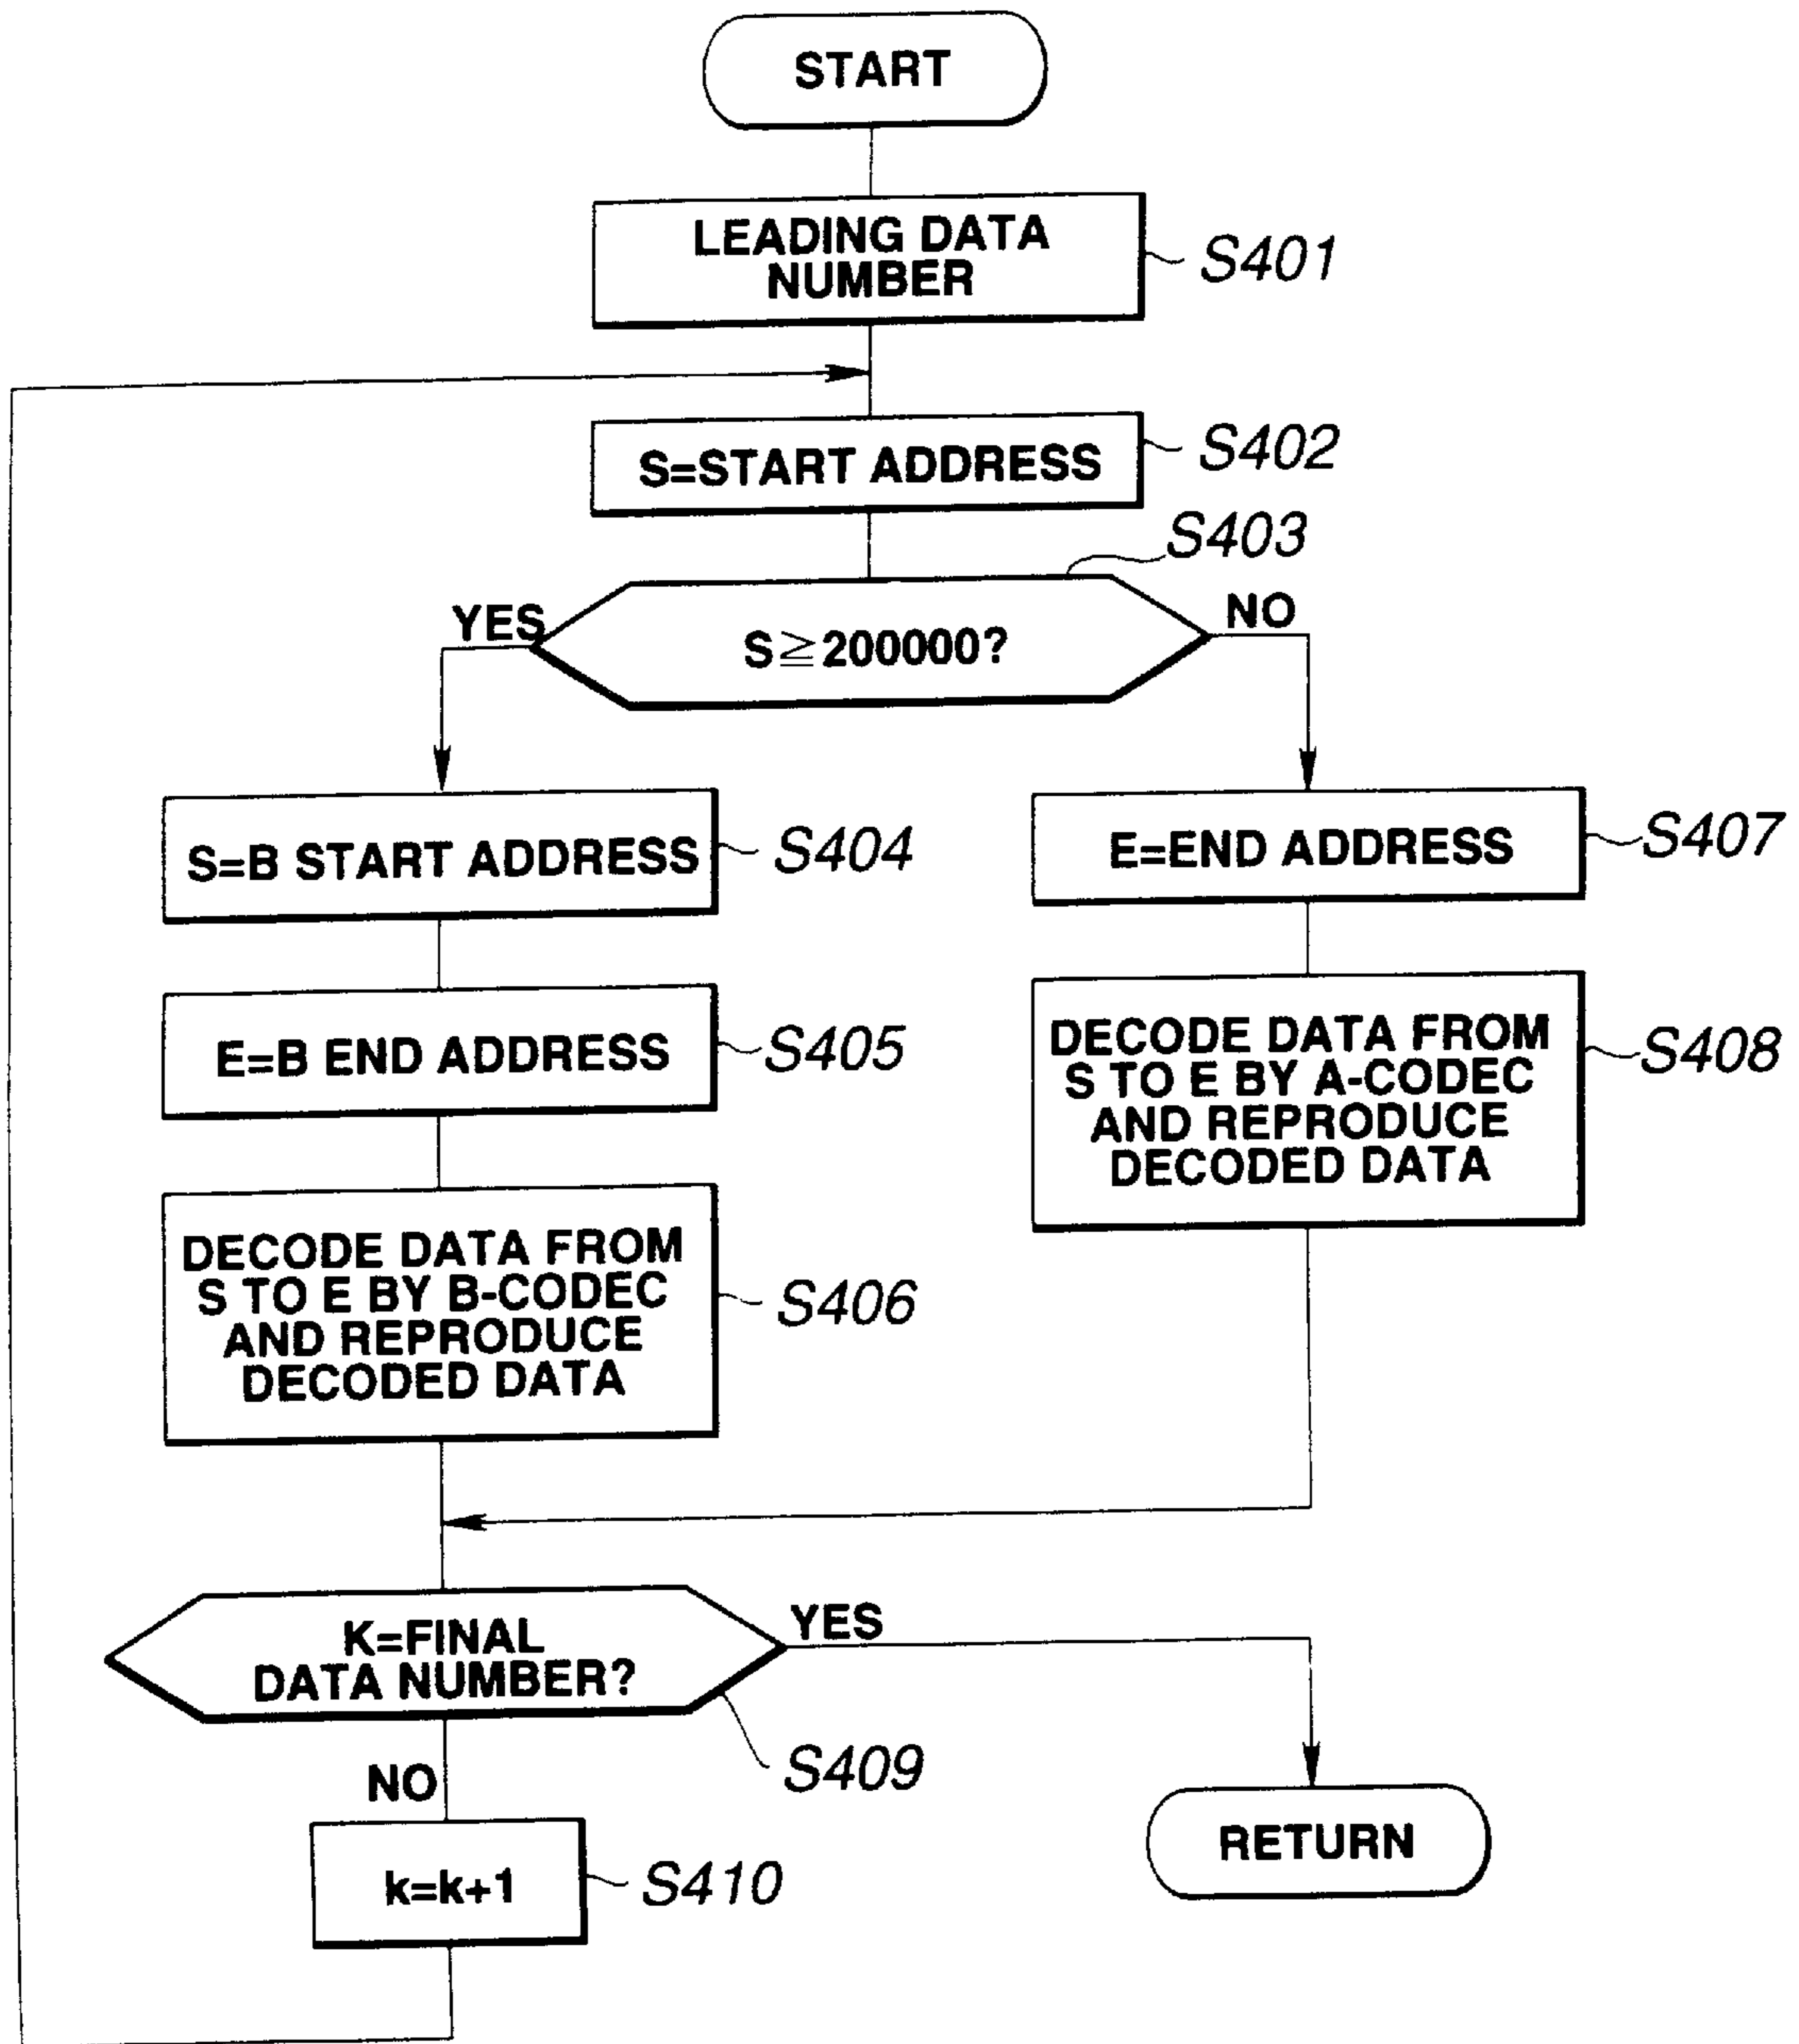 START
LEADING DATA
NUMBER
S401
S=START ADDRESS
S402
S403
YES
S≧200000?
NO
S=B START ADDRESS
S404
E=B END ADDRESS
S405
DECODE DATA FROM
S TO E BY B-CODEC
AND REPRODUCE
DECODED DATA
S406
E=END ADDRESS
S407
DECODE DATA FROM
S TO E BY A-CODEC
AND REPRODUCE
DECODED DATA
S408
K=FINAL
DATA NUMBER?
YES
S409
NO
k=k+1
S410
RETURN